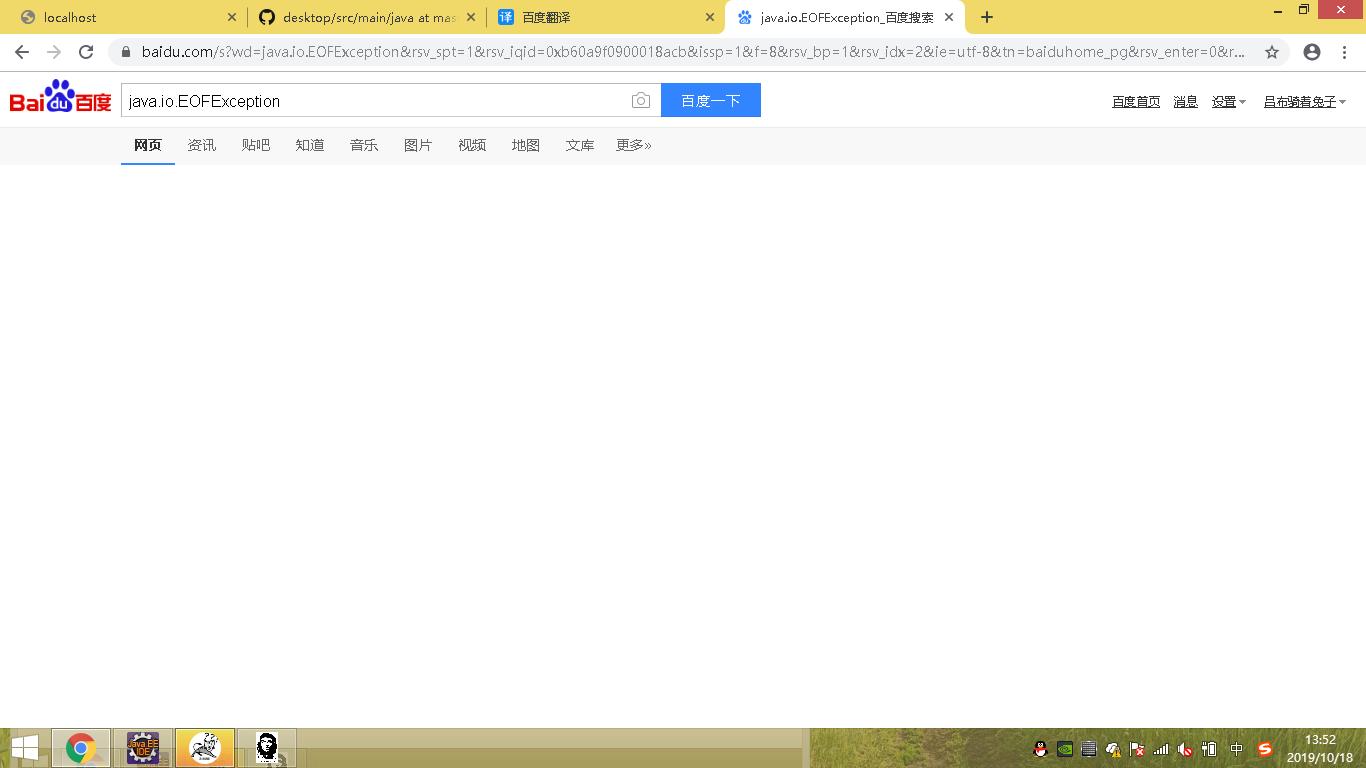 localhost
desktop/src/main/java at mas
译 百度翻译
java.io.EOFException_百度搜索
baidu.com/s?wd=java.io.EOFException&rsv_spt=1&rsv_iqid=0xb60a9f0900018acb&issp=1&f=8&rsv_bp=1&rsv_idx=2&ie=utf-8&tn=baiduhome_pg&rsv_enter=0&r...
Bai du 百度
java.io.EOFException
百度一下
百度首页 消息 设置 吕布骑着兔子
网页 资讯 贴吧 知道 音乐 图片 视频 地图 文库 更多»
Java EE IDE
中
13:52
2019/10/18